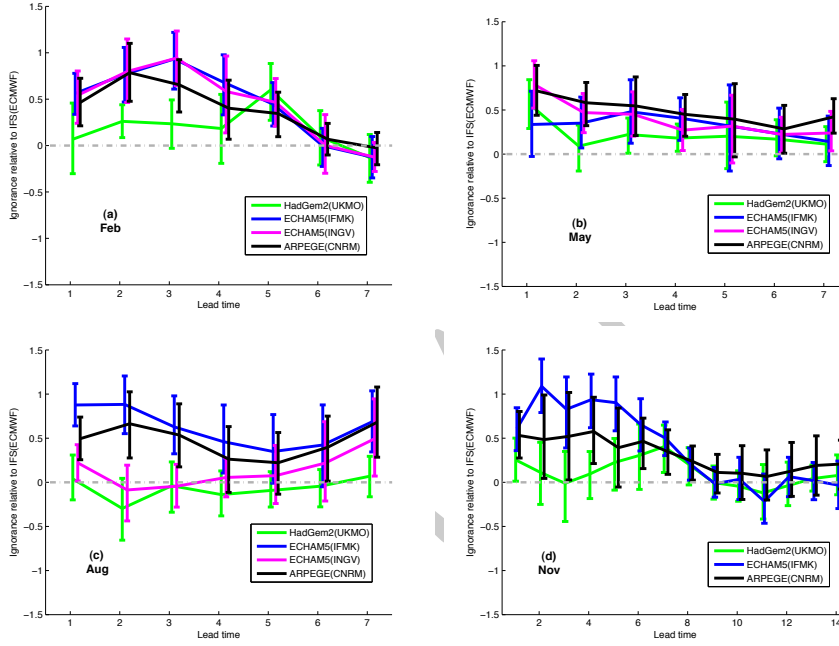 1.5
1
0.5
0
−0.5
−1
−1.5
Ignorance relative to IFS(ECMWF)
1 2 3 4 5 6 7
Lead time
(a)
Feb
HadGem2(UKMO)
ECHAM5(IFMK)
ECHAM5(INGV)
ARPEGE(CNRM)
1.5
1
0.5
0
−0.5
−1
−1.5
Ignorance relative to IFS(ECMWF)
1 2 3 4 5 6 7
Lead time
(b)
May
HadGem2(UKMO)
ECHAM5(IFMK)
ECHAM5(INGV)
ARPEGE(CNRM)
1.5
1
0.5
0
−0.5
−1
−1.5
Ignorance relative to IFS(ECMWF)
1 2 3 4 5 6 7
Lead time
(c)
Aug
HadGem2(UKMO)
ECHAM5(IFMK)
ECHAM5(INGV)
ARPEGE(CNRM)
1.5
1
0.5
0
−0.5
−1
−1.5
Ignorance relative to IFS(ECMWF)
2 4 6 8 10 12 14
Lead time
(d)
Nov
HadGem2(UKMO)
ECHAM5(IFMK)
ARPEGE(CNRM)